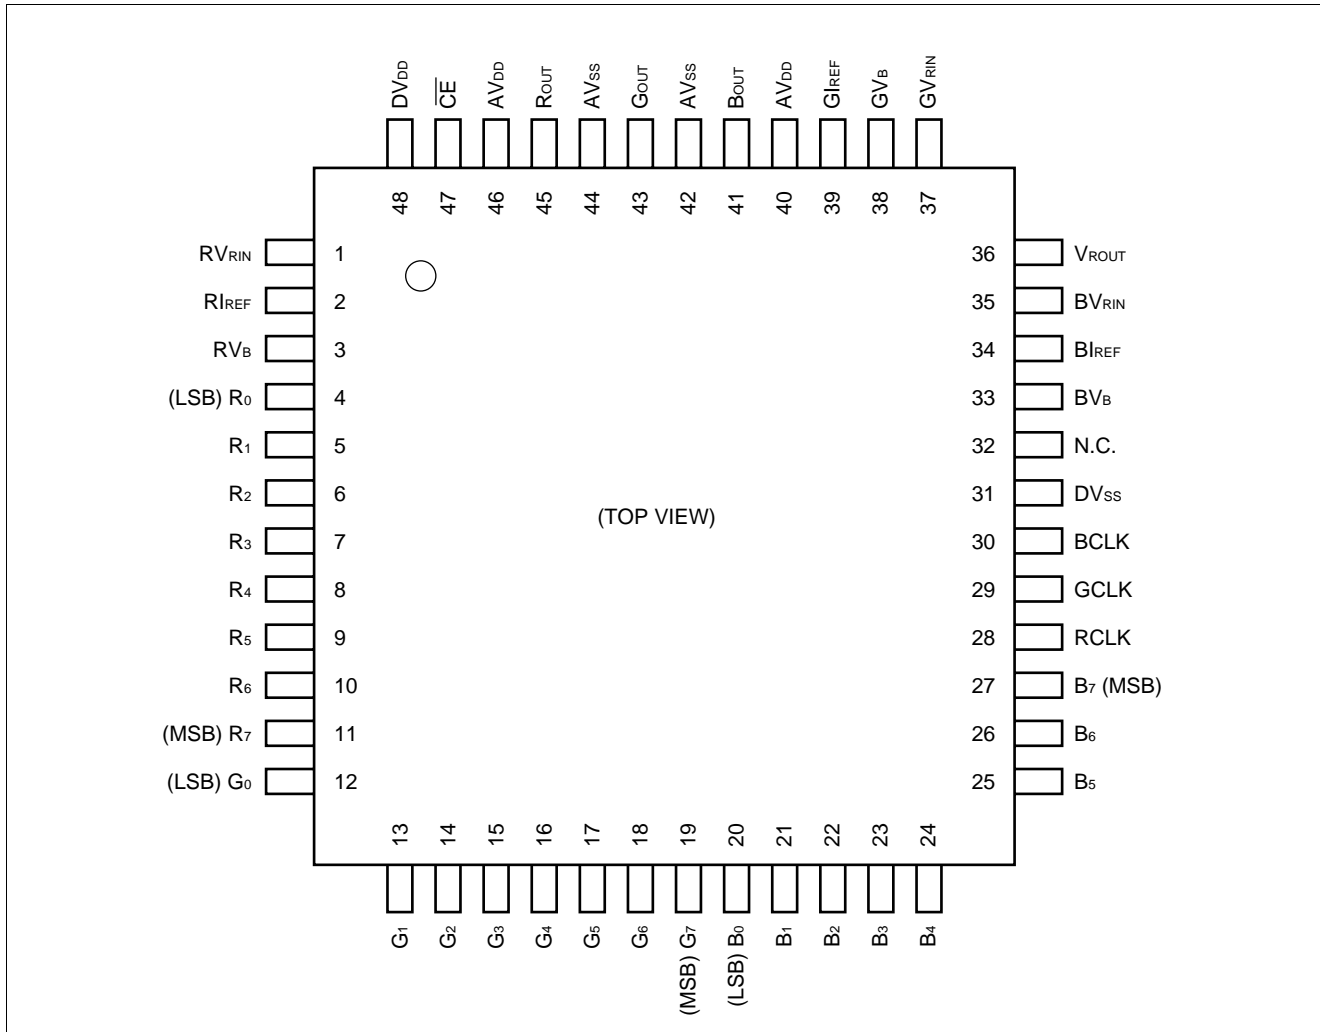 DVDD
CE
AVDD
ROUT
AVSS
GOUT
AVSS
BOUT
AVDD
GIREF
GVB
GVRIN
48 47 46 45 44 43 42 41 40 39 38 37
RVRIN 1
RIREF 2
RVB 3
(LSB) R0 4
R1 5
R2 6
R3 7
R4 8
R5 9
R6 10
(MSB) R7 11
(LSB) G0 12
(TOP VIEW)
36 VROUT
35 BVRIN
34 BIREF
33 BVB
32 N.C.
31 DVSS
30 BCLK
29 GCLK
28 RCLK
27 B7 (MSB)
26 B6
25 B5
13 14 15 16 17 18 19 20 21 22 23 24
G1
G2
G3
G4
G5
G6
(MSB) G7
(LSB) B0
B1
B2
B3
B4